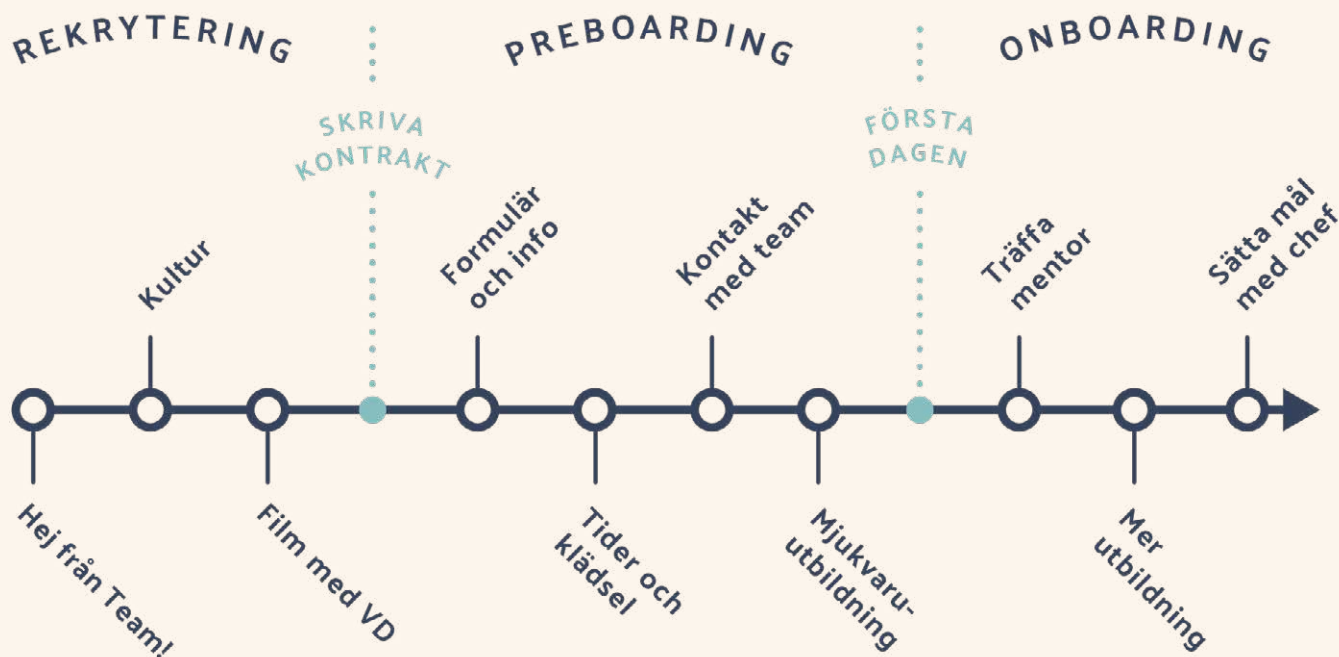 REKRYTERING
PREBOARDING
ONBOARDING
SKRIVA
KONTRAKT
FÖRSTA
DAGEN
Kultur
Formulär
och info
Kontakt
med team
Träffa
mentor
Sätta mål
med chef
Hej från Team!
Film med VD
Tider och
klädsel
Mjukvaru-
utbildning
Mer
utbildning